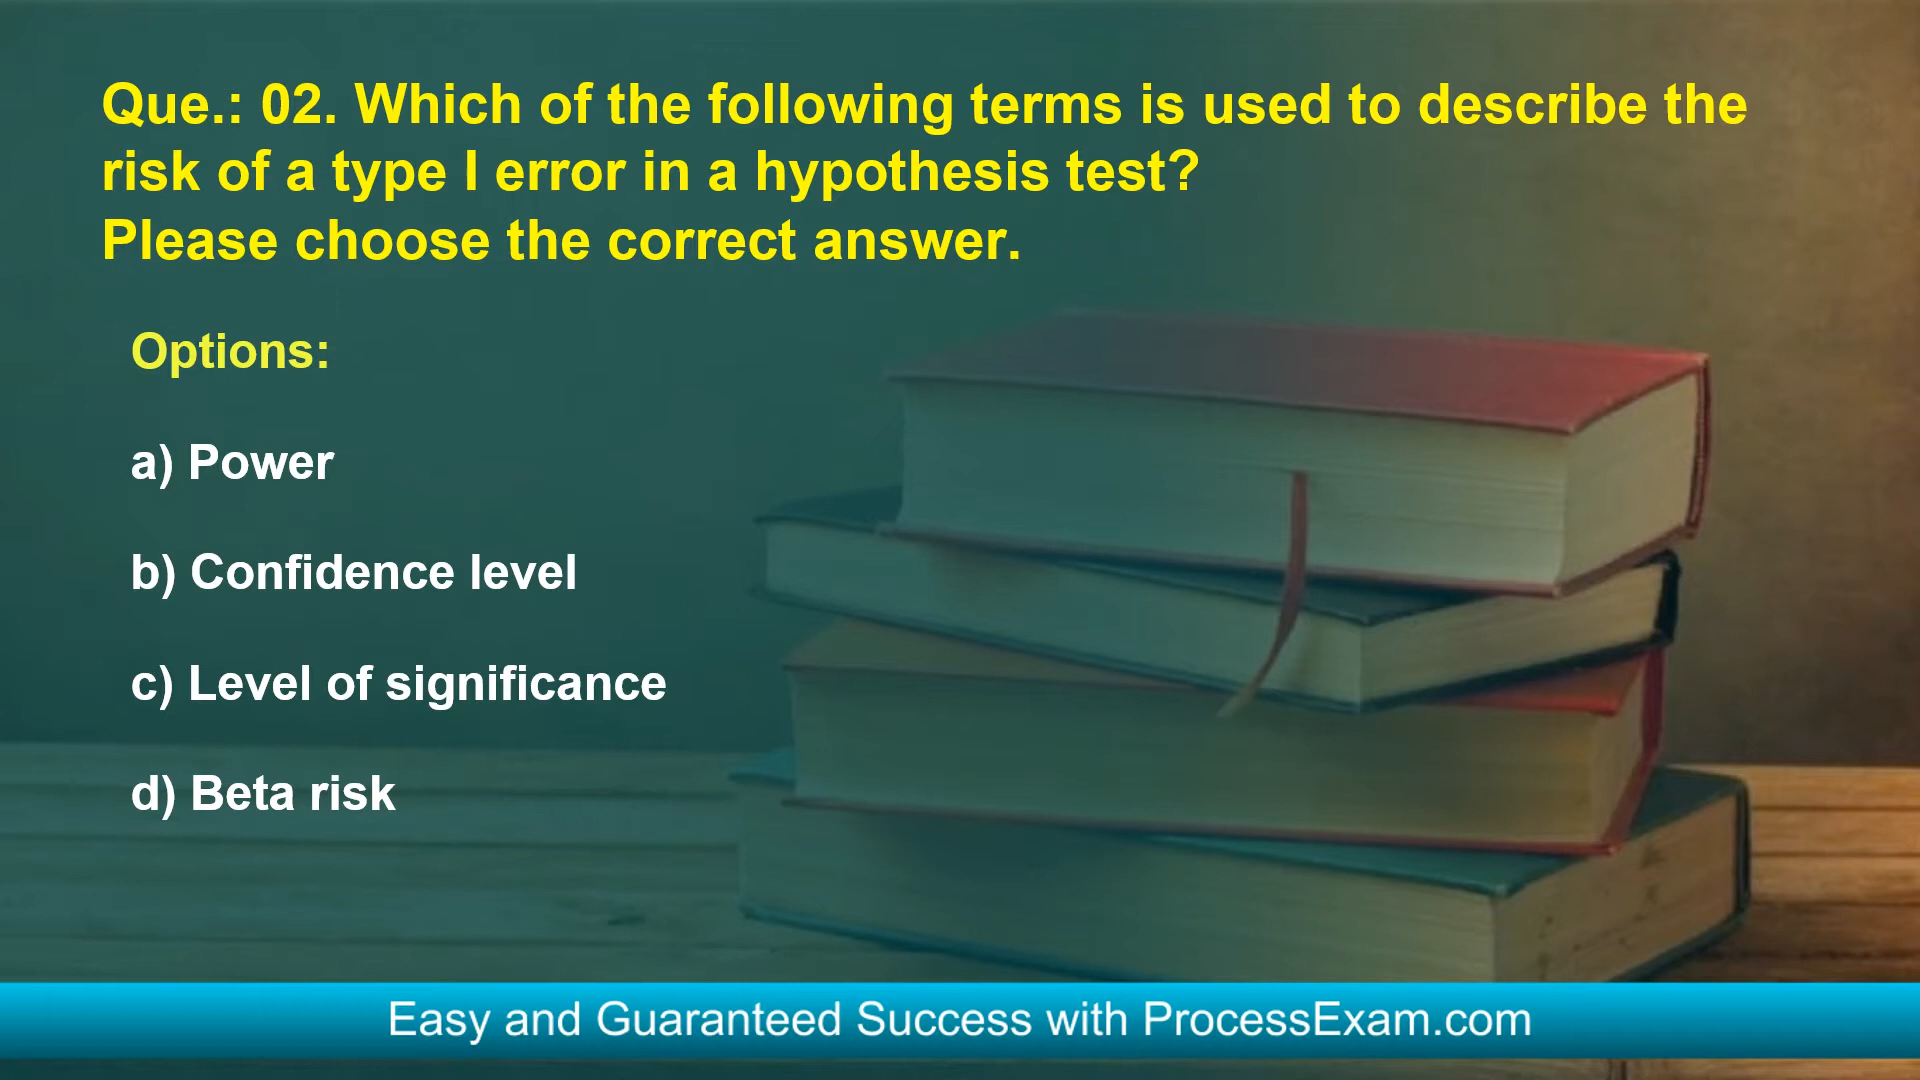 Que.: 02. Which of the following terms is used to describe the
risk of a type I error in a hypothesis test?
Please choose the correct answer.
Options:
a) Power
b) Confidence level
c) Level of significance
d) Beta risk
Easy and Guaranteed Success with ProcessExam.com